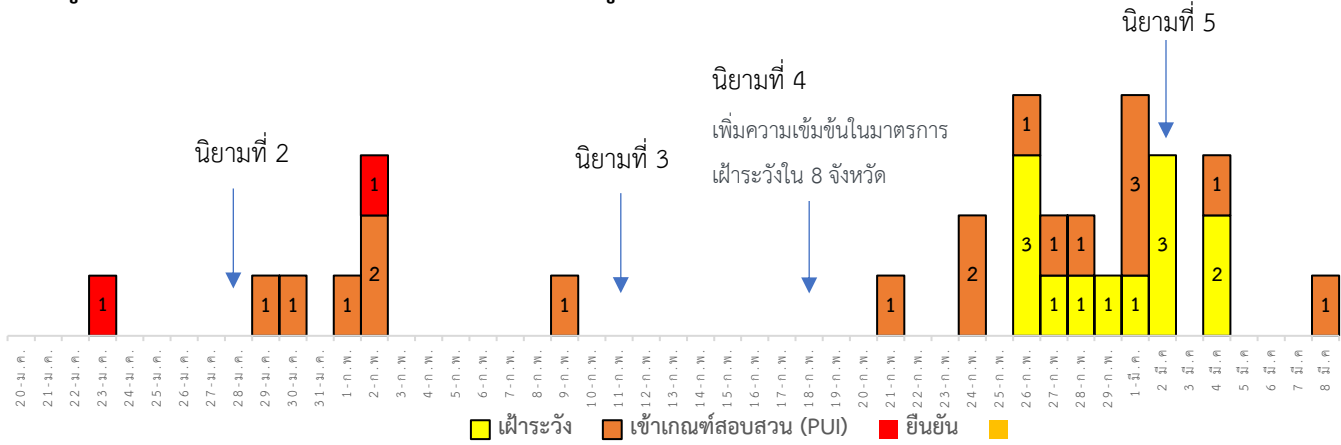 นิยามที่ 5
นิยามที่ 4
เพิ่มความเข้มข้นในมาตรการ
เฝ้าระวังใน 8 จังหวัด
นิยามที่ 2
นิยามที่ 3
1
1
1
1
2
1
1
1
2
1
3
1
1
1
1
1
3
1
3
1
2
1
20-ม.ค.
21-ม.ค.
22-ม.ค.
23-ม.ค.
24-ม.ค.
25-ม.ค.
26-ม.ค.
27-ม.ค.
28-ม.ค.
29-ม.ค.
30-ม.ค.
31-ม.ค.
1-ก.พ.
2-ก.พ.
3-ก.พ.
4-ก.พ.
5-ก.พ.
6-ก.พ.
7-ก.พ.
8-ก.พ.
9-ก.พ.
10-ก.พ.
11-ก.พ.
12-ก.พ.
13-ก.พ.
14-ก.พ.
15-ก.พ.
16-ก.พ.
17-ก.พ.
18-ก.พ.
19-ก.พ.
20-ก.พ.
21-ก.พ.
22-ก.พ.
23-ก.พ.
24-ก.พ.
25-ก.พ.
26-ก.พ.
27-ก.พ.
28-ก.พ.
29-ก.พ.
1-มี.ค.
2 มี.ค
3 มี.ค
4 มี.ค
5 มี.ค
6 มี.ค
7 มี.ค
8 มี.ค
เฝ้าระวัง เข้าเกณฑ์สอบสวน (PUI) ยืนยัน